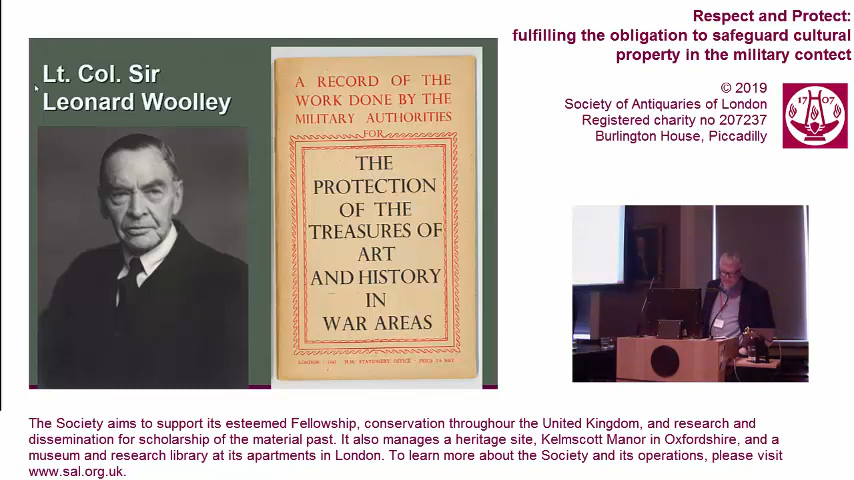 Respect and Protect:
fulfilling the obligation to safeguard cultural
property in the military contect
© 2019
Society of Antiquaries of London
Registered charity no 207237
Burlington House, Piccadilly
17 07
Lt. Col. Sir
Leonard Woolley
A RECORD OF THE
WORK DONE BY THE
MILITARY AUTHORITIES
FOR
THE
PROTECTION
OF THE
TREASURES OF
ART
AND HISTORY
IN
WAR AREAS
LONDON
H.M. STATIONERY OFFICE
The Society aims to support its esteemed Fellowship, conservation throughour the United Kingdom, and research and
dissemination for scholarship of the material past. It also manages a heritage site, Kelmscott Manor in Oxfordshire, and a
museum and research library at its apartments in London. To learn more about the Society and its operations, please visit
www.sal.org.uk.